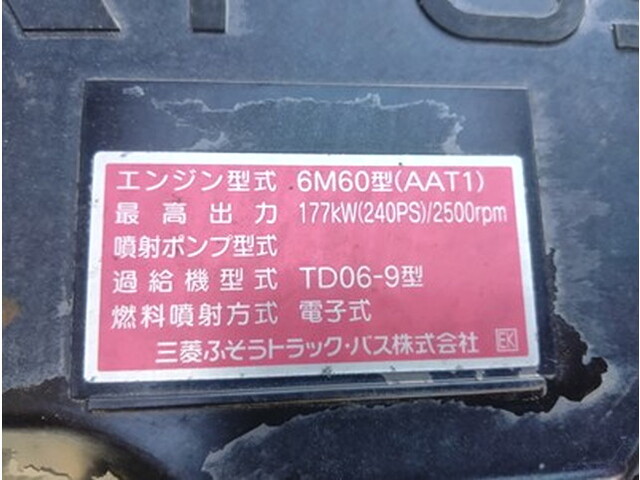 エンジン型式 6M60型(AAT1)
最高出力 177kW(240PS)/2500rpm
噴射ポンプ型式
過給機型式 TD06-9型
燃料噴射方式 電子式
三菱ふそうトラック・バス株式会社 EK